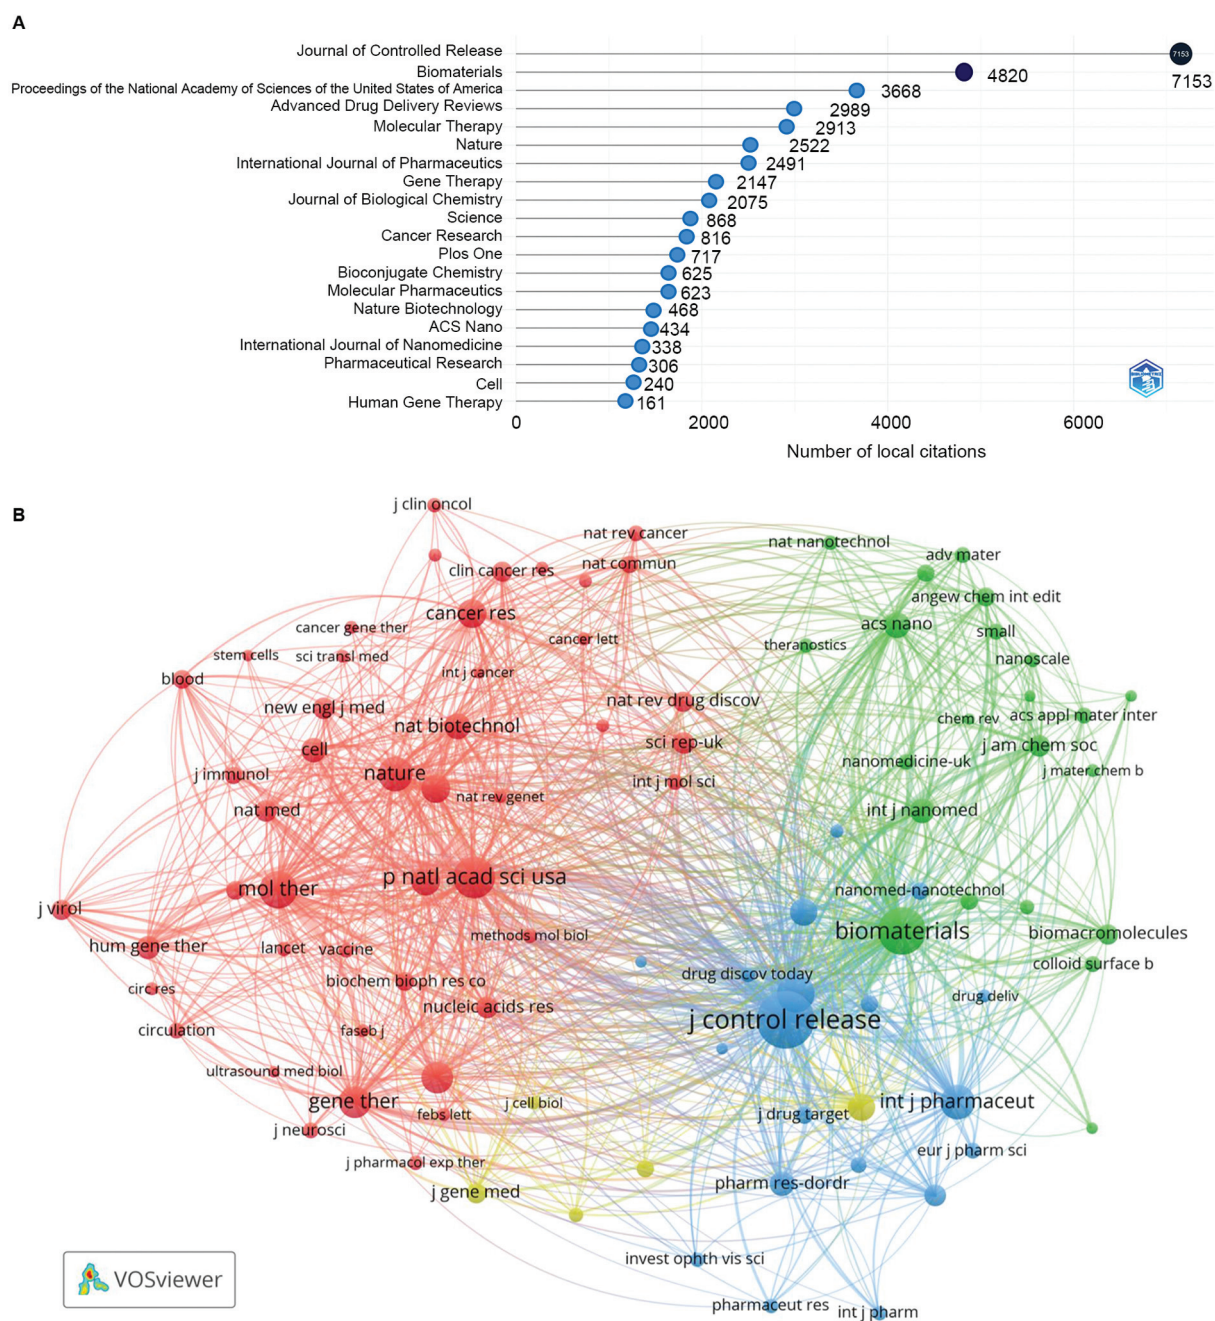 A
Journal of Controlled Release
7153
7153
Biomaterials
4820
Proceedings of the National Academy of Sciences of the United States of America
3668
Advanced Drug Delivery Reviews
2989
Molecular Therapy
2913
Nature
2522
International Journal of Pharmaceutics
2491
Gene Therapy
2147
Journal of Biological Chemistry
2075
Science
868
Cancer Research
816
Plos One
717
Bioconjugate Chemistry
625
Molecular Pharmaceutics
623
Nature Biotechnology
468
ACS Nano
434
International Journal of Nanomedicine
338
Pharmaceutical Research
306
Cell
240
Human Gene Therapy
161
0 2000 4000 6000
Number of local citations
B
j clin oncol
nat rev cancer
nat nanotechnol
adv mater
clin cancer res
nat commun
angew chem int edit
cancer res
acs nano
cancer gene ther
small
cancer lett
theranostics
stem cells
sci transl med
nanoscale
int j cancer
blood
nat rev drug discov
new engl j med
acs appl mater inter
chem rev
nat biotechnol
sci rep-uk
j am chem soc
cell
nanomedicine-uk
j mater chem b
nature
j immunol
int j mol sci
nat rev genet
nat med
int j nanomed
p natl acad sci usa
mol ther
nanomed-nanotechnol
j virol
biomaterials
biomacromolecules
methods mol biol
hum gene ther
lancet
vaccine
colloid surface b
drug discov today
biochem bioph res co
circ res
drug deliv
nucleic acids res
j control release
circulation
faseb j
ultrasound med biol
gene ther
j cell biol
int j pharmaceut
febs lett
j drug target
j neurosci
eur j pharm sci
j pharmacol exp ther
pharm res-dordr
j gene med
invest ophth vis sci
VOSviewer
pharmaceut res
int j pharm